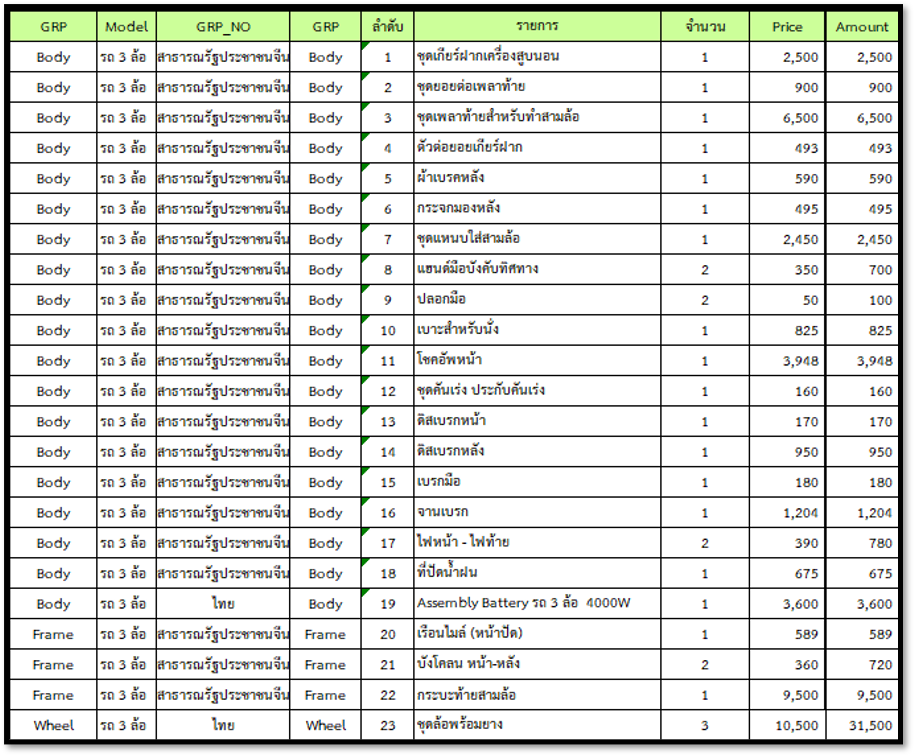 GRP Model GRP_NO GRP ลำดับ รายการ จำนวน Price Amount
Body รถ 3 ล้อ สาธารณรัฐประชาชนจีน Body 1 ชุดเกียร์ฝากเครื่องสูบนอน 1 2,500 2,500
Body รถ 3 ล้อ สาธารณรัฐประชาชนจีน Body 2 ชุดยอยต่อเพลาท้าย 1 900 900
Body รถ 3 ล้อ สาธารณรัฐประชาชนจีน Body 3 ชุดเพลาท้ายสำหรับทำสามล้อ 1 6,500 6,500
Body รถ 3 ล้อ สาธารณรัฐประชาชนจีน Body 4 ตัวต่อยอยเกียร์ฝาก 1 493 493
Body รถ 3 ล้อ สาธารณรัฐประชาชนจีน Body 5 ผ้าเบรคหลัง 1 590 590
Body รถ 3 ล้อ สาธารณรัฐประชาชนจีน Body 6 กระจกมองหลัง 1 495 495
Body รถ 3 ล้อ สาธารณรัฐประชาชนจีน Body 7 ชุดแหนบใส่สามล้อ 1 2,450 2,450
Body รถ 3 ล้อ สาธารณรัฐประชาชนจีน Body 8 แฮนด์มือบังคับทิศทาง 2 350 700
Body รถ 3 ล้อ สาธารณรัฐประชาชนจีน Body 9 ปลอกมือ 2 50 100
Body รถ 3 ล้อ สาธารณรัฐประชาชนจีน Body 10 เบาะสำหรับนั่ง 1 825 825
Body รถ 3 ล้อ สาธารณรัฐประชาชนจีน Body 11 โชคอัพหน้า 1 3,948 3,948
Body รถ 3 ล้อ สาธารณรัฐประชาชนจีน Body 12 ชุดคันเร่ง ประกับคันเร่ง 1 160 160
Body รถ 3 ล้อ สาธารณรัฐประชาชนจีน Body 13 ดิสเบรกหน้า 1 170 170
Body รถ 3 ล้อ สาธารณรัฐประชาชนจีน Body 14 ดิสเบรกหลัง 1 950 950
Body รถ 3 ล้อ สาธารณรัฐประชาชนจีน Body 15 เบรกมือ 1 180 180
Body รถ 3 ล้อ สาธารณรัฐประชาชนจีน Body 16 จานเบรก 1 1,204 1,204
Body รถ 3 ล้อ สาธารณรัฐประชาชนจีน Body 17 ไฟหน้า - ไฟท้าย 2 390 780
Body รถ 3 ล้อ สาธารณรัฐประชาชนจีน Body 18 ที่ปัดน้ำฝน 1 675 675
Body รถ 3 ล้อ ไทย Body 19 Assembly Battery รถ 3 ล้อ 4000W 1 3,600 3,600
Frame รถ 3 ล้อ สาธารณรัฐประชาชนจีน Frame 20 เรือนไมล์ (หน้าปัด) 1 589 589
Frame รถ 3 ล้อ สาธารณรัฐประชาชนจีน Frame 21 บังโคลน หน้า-หลัง 2 360 720
Frame รถ 3 ล้อ สาธารณรัฐประชาชนจีน Frame 22 กระบะท้ายสามล้อ 1 9,500 9,500
Wheel รถ 3 ล้อ ไทย Wheel 23 ชุดล้อพร้อมยาง 3 10,500 31,500